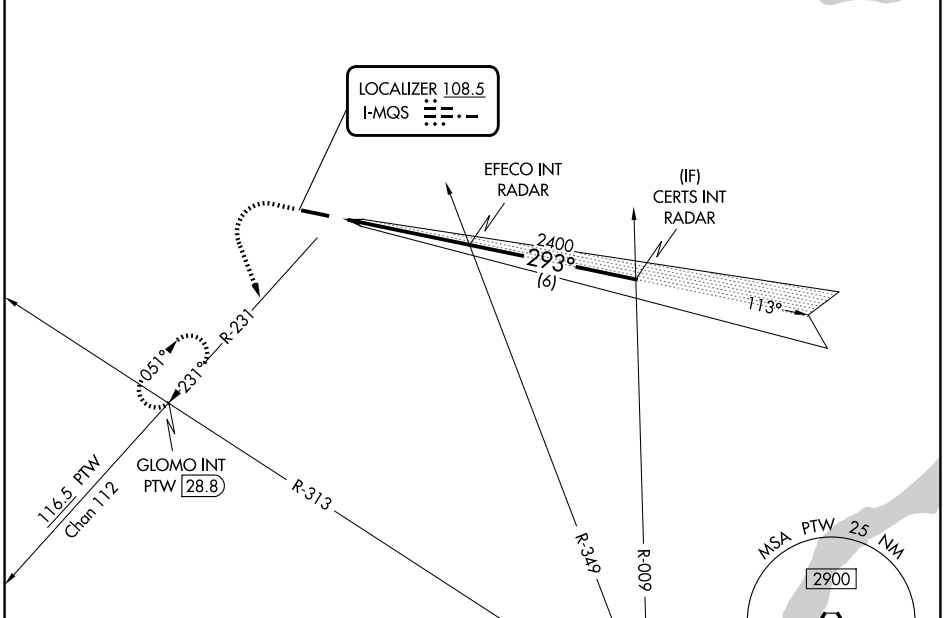 LOCALIZER 108.5
I-MQS
EFECO INT
RADAR
(IF)
CERTS INT
RADAR
2400
293°
(6)
113°
R-231
051°
231°
GLOMO INT
PTW 28.8
116.5 PTW
Chan 112
R-313
R-349
R-009
MSA PTW 25 NM
2900